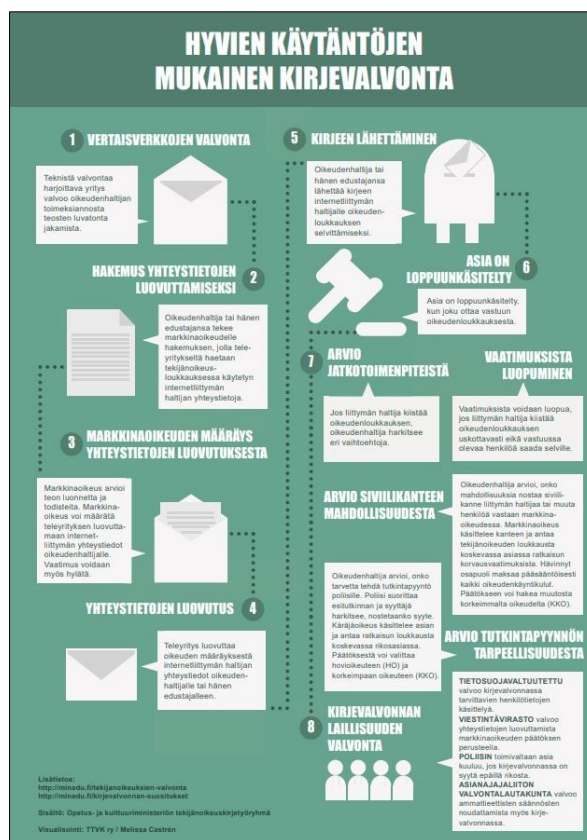 HYVIEN KÄYTÄNTÖJEN
MUKAINEN KIRJEVALVONTA
1 VERTAISVERKKOJEN VALVONTA
Teknistä valvontaa
harjoittava yritys
valvoo oikeudenhaltijan
toimeksiannosta
teosten luvatonta
jakamista.
HAKEMUS YHTEYSTIETOJEN 2
LUOVUTTAMISEKSI
Oikeudenhaltija tai hänen
edustajansa tekee
markkinaoikeudelle
hakemuksen, jolla tele-
yritykseltä haetaan
tekijänoikeus-
loukkauksessa käytetyn
internetliittymän
haltijan yhteystietoja.
3 MARKKINAOIKEUDEN MÄÄRÄYS
YHTEYSTIETOJEN LUOVUTUKSESTA
Markkinaoikeus arvioi
teon luonnetta ja
todisteita. Markkina-
oikeus voi määrätä
teleyrityksen luovutta-
maan internet-
liittymän yhteystiedot
oikeudenhaltijalle.
Vaatimus voidaan
myös hylätä.
YHTEYSTIETOJEN LUOVUTUS 4
Teleyritys luovuttaa
oikeuden määräyksestä
internetliittymän haltijan
yhteystiedot oikeuden-
haltijalle tai hänen
edustajalleen.
Lisätietoa:
http://minedu.fi/tekijanoikeuksien-valvonta
http://minedu.fi/kirjevalvonnan-suositukset
Sisältö: Opetus- ja kulttuuriministeriön tekijänoikeuskirjetyöryhmä
Visualisointi: TTVK ry / Melissa Castrén
5 KIRJEEN LÄHETTÄMINEN
Oikeudenhaltija tai
hänen edustajansa
lähettää kirjeen
internetliittymän
haltijalle oikeuden-
loukkauksen
selvittämiseksi.
ASIA ON 6
LOPPUUNKÄSITELTY
Asia on loppuunkäsitelty,
kun joku ottaa vastuun
oikeudenloukkauksesta.
7 ARVIO
JATKOTOIMENPITEISTÄ
Jos liittymän haltija kiistää
oikeudenloukkauksen,
oikeudenhaltija harkitsee
eri vaihtoehtoja.
VAATIMUKSISTA
LUOPUMINEN
Vaatimuksista voidaan luopua,
jos liittymän haltija kiistää
oikeudenloukkauksen
uskottavasti eikä vastuussa
olevaa henkilöä saada selville.
ARVIO SIVIILIKANTEEN
MAHDOLLISUUDESTA
Oikeudenhaltija arvioi, onko
mahdollisuuksia nostaa siviili-
kanne liittymän haltijaa tai muuta
henkilöä vastaan markkina-
oikeudessa. Markkinaoikeus
käsittelee kanteen ja antaa
tekijänoikeuden loukkausta
koskevassa asiassa ratkaisun
korvausvaatimuksista. Hävinnyt
osapuoli maksaa pääsääntöisesti
kaikki oikeudenkäyntikulut.
Päätökseen voi hakea muutosta
korkeimmalta oikeudelta (KKO).
Oikeudenhaltija arvioi, onko
tarvetta tehdä tutkintapyyntö
poliisille. Poliisi suorittaa
esitutkinnan ja syyttäjä
harkitsee, nostetaanko syyte.
Käräjäoikeus käsittelee asian
ja antaa ratkaisun loukkausta
koskevassa rikosasiassa.
Päätöksestä voi valittaa
hovioikeuteen (HO) ja
korkeimpaan oikeuteen (KKO).
ARVIO TUTKINTAPYYNNÖN
TARPEELLISUUDESTA
8 KIRJEVALVONNAN
LAILLISUUDEN
VALVONTA
TIETOSUOJAVALTUUTETTU
valvoo kirjevalvonnassa
tarvittavien henkilötietojen
käsittelyä.
VIESTINTÄVIRASTO valvoo
yhteystietojen luovuttamista
markkinaoikeuden päätöksen
perusteella.
POLIISIN toimivaltaan asia
kuuluu, jos kirjevalvonnassa on
syytä epäillä rikosta.
ASIANAJAJALIITON
VALVONTALAUTAKUNTA valvoo
ammattieettisten säännösten
noudattamista myös kirje-
valvonnassa.